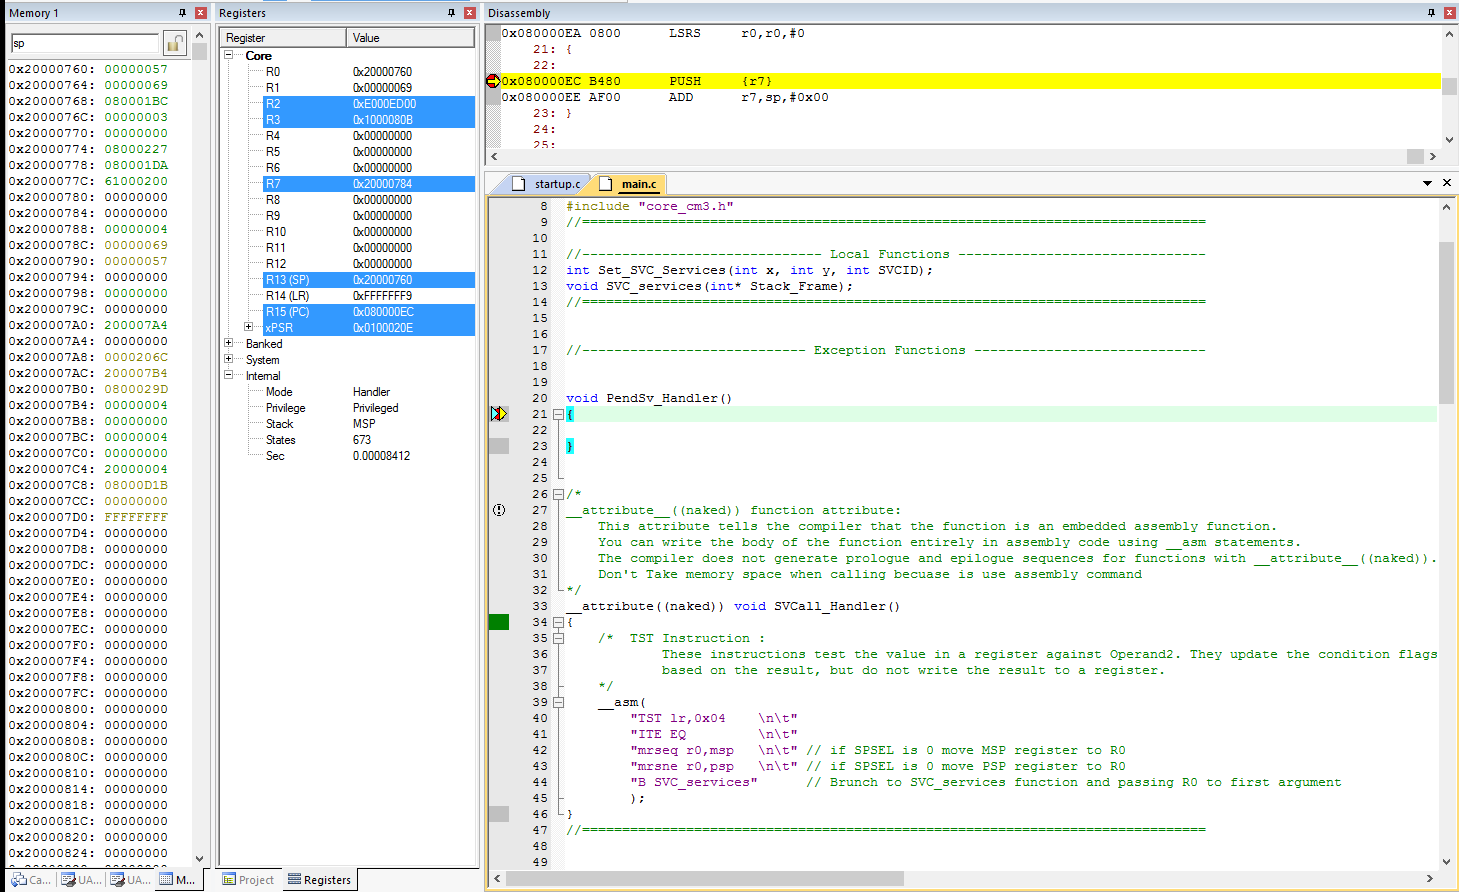 Memory 1
sp
0x20000760: 00000057
0x20000764: 00000069
0x20000768: 080001BC
0x2000076C: 00000003
0x20000770: 00000000
0x20000774: 08000227
0x20000778: 080001DA
0x2000077C: 61000200
0x20000780: 00000000
0x20000784: 00000000
0x20000788: 00000004
0x2000078C: 00000069
0x20000790: 00000057
0x20000794: 00000000
0x20000798: 00000000
0x2000079C: 00000000
0x200007A0: 200007A4
0x200007A4: 00000000
0x200007A8: 0000206C
0x200007AC: 200007B4
0x200007B0: 0800029D
0x200007B4: 00000004
0x200007B8: 00000000
0x200007BC: 00000004
0x200007C0: 00000000
0x200007C4: 20000004
0x200007C8: 08000D1B
0x200007CC: 00000000
0x200007D0: FFFFFFFF
0x200007D4: 00000000
0x200007D8: 00000000
0x200007DC: 00000000
0x200007E0: 00000000
0x200007E4: 00000000
0x200007E8: 00000000
0x200007EC: 00000000
0x200007F0: 00000000
0x200007F4: 00000000
0x200007F8: 00000000
0x200007FC: 00000000
0x20000800: 00000000
0x20000804: 00000000
0x20000808: 00000000
0x2000080C: 00000000
0x20000810: 00000000
0x20000814: 00000000
0x20000818: 00000000
0x2000081C: 00000000
0x20000820: 00000000
0x20000824: 00000000
Ca... UA... UA... M...
Registers
Register Value
Core
R0 0x20000760
R1 0x00000069
R2 0xE000ED00
R3 0x1000080B
R4 0x00000000
R5 0x00000000
R6 0x00000000
R7 0x20000784
R8 0x00000000
R9 0x00000000
R10 0x00000000
R11 0x00000000
R12 0x00000000
R13 (SP) 0x20000760
R14 (LR) 0xFFFFFFF9
R15 (PC) 0x080000EC
xPSR 0x0100020E
Banked
System
Internal
Mode Handler
Privilege Privileged
Stack MSP
States 673
Sec 0.00008412
Project Registers
Disassembly
0x080000EA 0800 LSRS r0,r0,#0
21: {
22:
0x080000EC B480 PUSH {r7}
0x080000EE AF00 ADD r7,sp,#0x00
23: }
24:
25:
startup.c main.c
8 #include "core_cm3.h"
9 //==============================================================================
10
11 //------------------------------ Local Functions -------------------------------
12 int Set_SVC_Services(int x, int y, int SVCID);
13 void SVC_services(int* Stack_Frame);
14 //==============================================================================
15
16
17 //---------------------------- Exception Functions -----------------------------
18
19
20 void PendSv_Handler()
21 {
22
23 }
24
25
26 /*
27 __attribute__((naked)) function attribute:
28 This attribute tells the compiler that the function is an embedded assembly function.
29 You can write the body of the function entirely in assembly code using __asm statements.
30 The compiler does not generate prologue and epilogue sequences for functions with __attribute__((naked)).
31 Don't Take memory space when calling becuase is use assembly command
32 */
33 __attribute((naked)) void SVCall_Handler()
34 {
35 /* TST Instruction :
36 These instructions test the value in a register against Operand2. They update the condition flags
37 based on the result, but do not write the result to a register.
38 */
39 __asm(
40 "TST lr,0x04 \n\t"
41 "ITE EQ \n\t"
42 "mrseq r0,msp \n\t" // if SPSEL is 0 move MSP register to R0
43 "mrsne r0,psp \n\t" // if SPSEL is 0 move PSP register to R0
44 "B SVC_services" // Brunch to SVC_services function and passing R0 to first argument
45 );
46 }
47 //==============================================================================
48
49